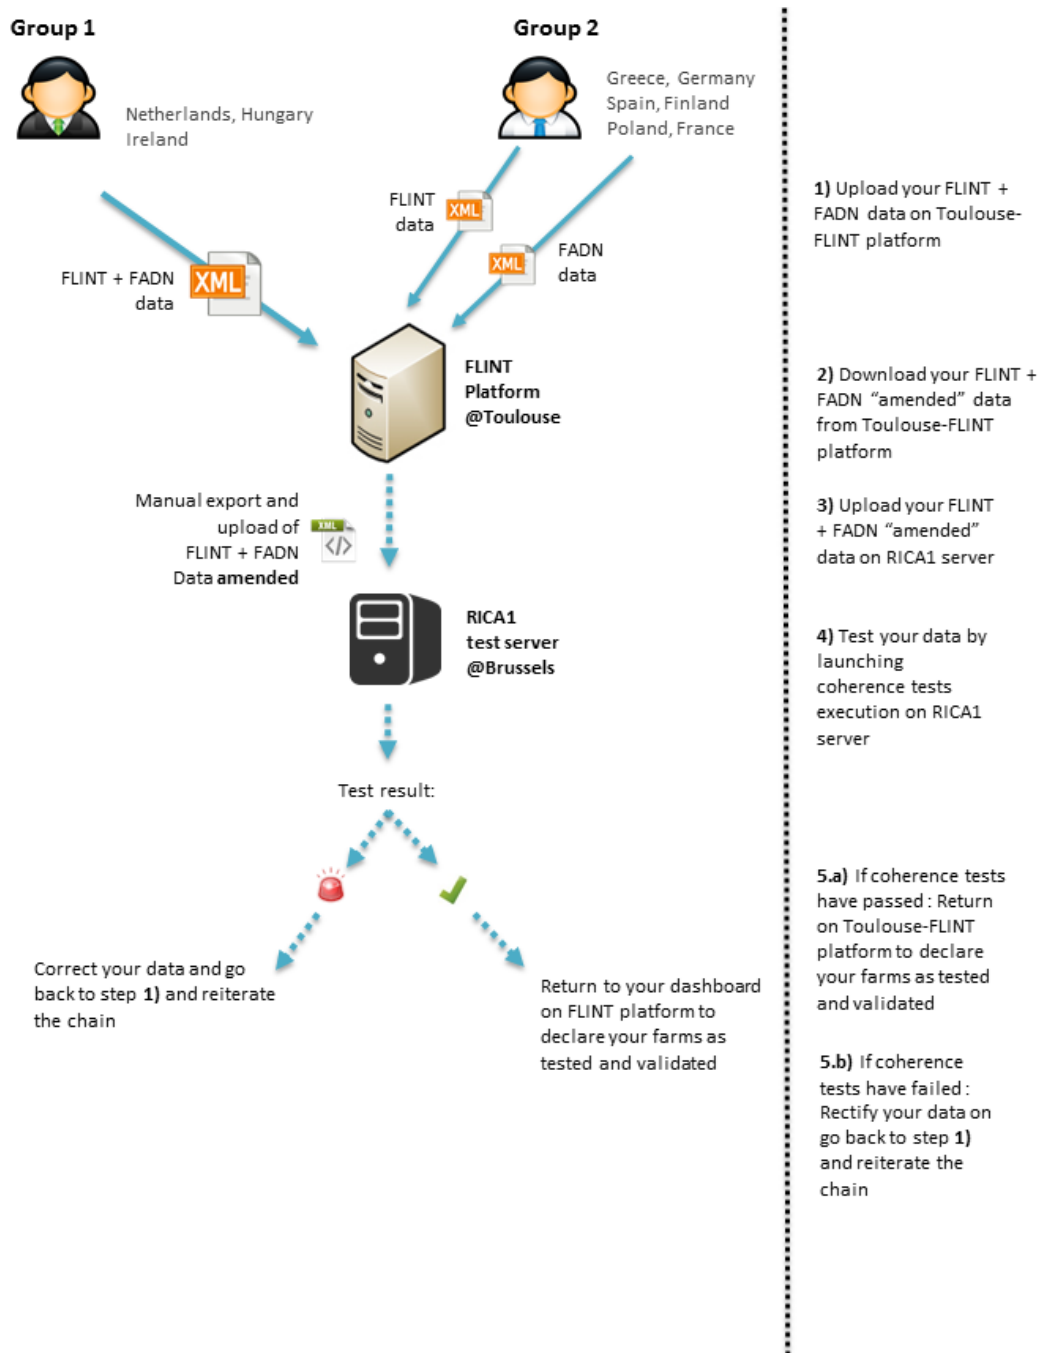 Group 1
Group 2
Netherlands, Hungary
Ireland
Greece, Germany
Spain, Finland
Poland, France
FLINT
data
XML
XML
FADN
data
FLINT + FADN
data
XML
FLINT
Platform
@Toulouse
Manual export and
upload of
FLINT + FADN
Data amended
XML
</>
RICA1
test server
@Brussels
Test result:
Correct your data and go
back to step 1) and reiterate
the chain
Return to your dashboard
on FLINT platform to
declare your farms as
tested and validated
1) Upload your FLINT +
FADN data on Toulouse-
FLINT platform
2) Download your FLINT +
FADN “amended” data
from Toulouse-FLINT
platform
3) Upload your FLINT
+ FADN “amended”
data on RICA1 server
4) Test your data by
launching
coherence tests
execution on RICA1
server
5.a) If coherence tests
have passed : Return
on Toulouse-FLINT
platform to declare
your farms as tested
and validated
5.b) If coherence
tests have failed :
Rectify your data on
go back to step 1)
and reiterate the
chain